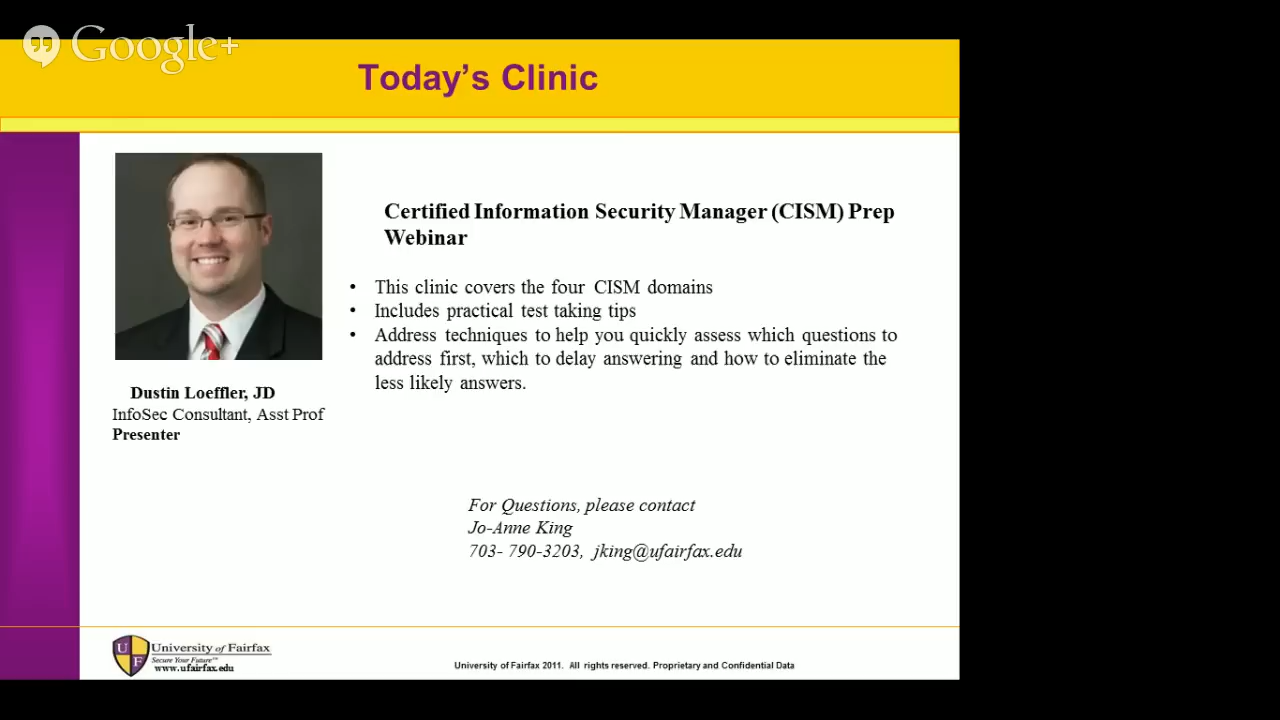 Google+
Today's Clinic
Certified Information Security Manager (CISM) Prep
Webinar
• This clinic covers the four CISM domains
• Includes practical test taking tips
• Address techniques to help you quickly assess which questions to
address first, which to delay answering and how to eliminate the
less likely answers.
Dustin Loeffler, JD
InfoSec Consultant, Asst Prof
Presenter
For Questions, please contact
Jo-Anne King
703- 790-3203, jking@ufairfax.edu
U F
University of Fairfax
Secure Your Future℠
www.ufairfax.edu
University of Fairfax 2011. All rights reserved. Proprietary and Confidential Data